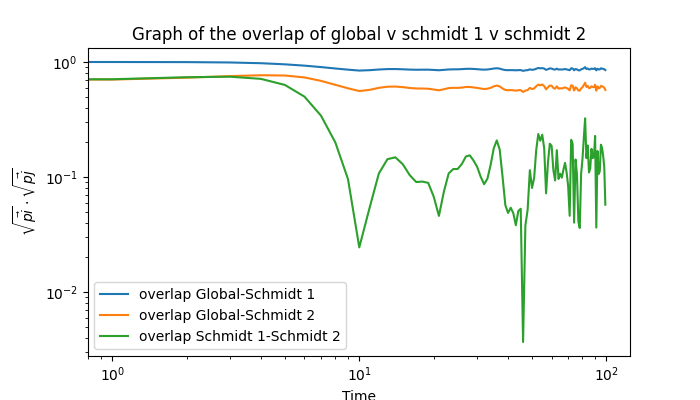 Graph of the overlap of global v schmidt 1 v schmidt 2
10⁰
10⁻¹
10⁻²
√p⃗i · √p⃗j
overlap Global-Schmidt 1
overlap Global-Schmidt 2
overlap Schmidt 1-Schmidt 2
10⁰ 10¹ 10²
Time